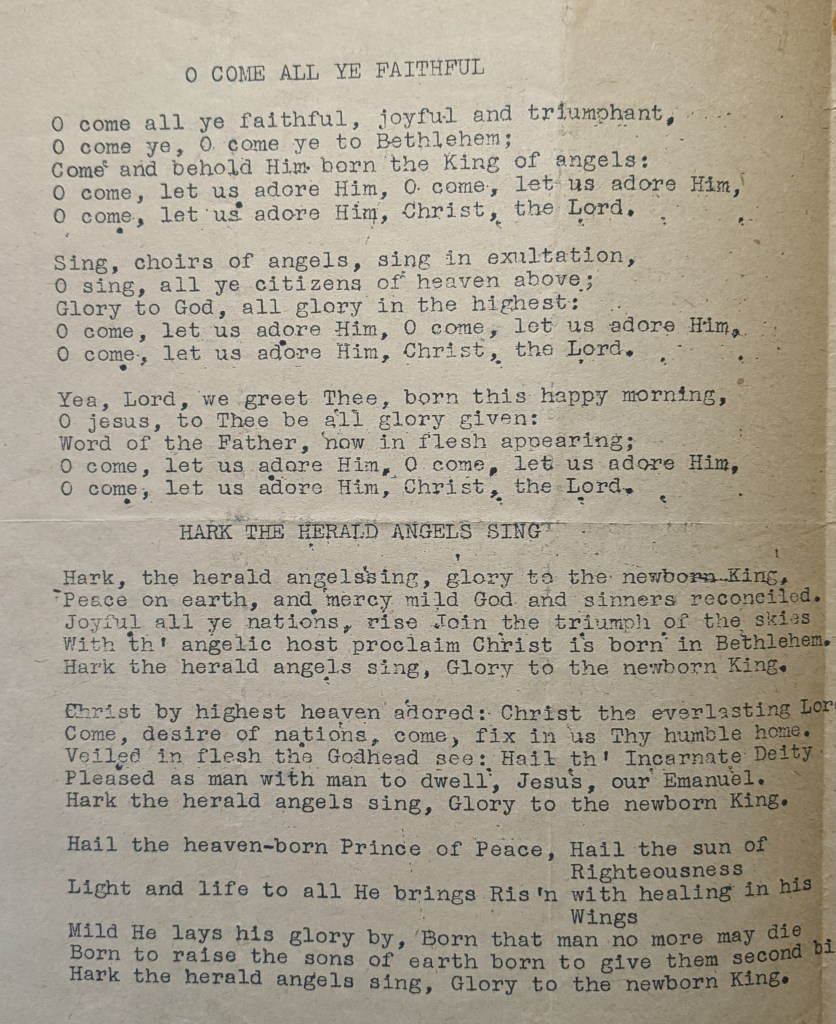 O COME ALL YE FAITHFUL
O come all ye faithful, joyful and triumphant,
O come ye, O come ye to Bethlehem;
Come and behold Him born the King of angels:
O come, let us adore Him, O come, let us adore Him,
O come, let us adore Him, Christ, the Lord.
Sing, choirs of angels, sing in exultation,
O sing, all ye citizens of heaven above;
Glory to God, all glory in the highest:
O come, let us adore Him, O come, let us adore Him,
O come, let us adore Him, Christ, the Lord.
Yea, Lord, we greet Thee, born this happy morning,
O jesus, to Thee be all glory given:
Word of the Father, now in flesh appearing;
O come, let us adore Him, O come, let us adore Him,
O come, let us adore Him, Christ, the Lord.
HARK THE HERALD ANGELS SING
Hark, the herald angelssing, glory to the newborn King,
Peace on earth, and mercy mild God and sinners reconciled.
Joyful all ye nations, rise Join the triumph of the skies
With th' angelic host proclaim Christ is born in Bethlehem.
Hark the herald angels sing, Glory to the newborn King.
Christ by highest heaven adored: Christ the everlasting Lor
Come, desire of nations, come, fix in us Thy humble home.
Veiled in flesh the Godhead see: Hail th' Incarnate Deity
Pleased as man with man to dwell, Jesus, our Emanuel.
Hark the herald angels sing, Glory to the newborn King.
Hail the heaven-born Prince of Peace, Hail the sun of
Righteousness
Light and life to all He brings Ris'n with healing in his
Wings
Mild He lays his glory by, Born that man no more may die
Born to raise the sons of earth born to give them second bi
Hark the herald angels sing, Glory to the newborn King.